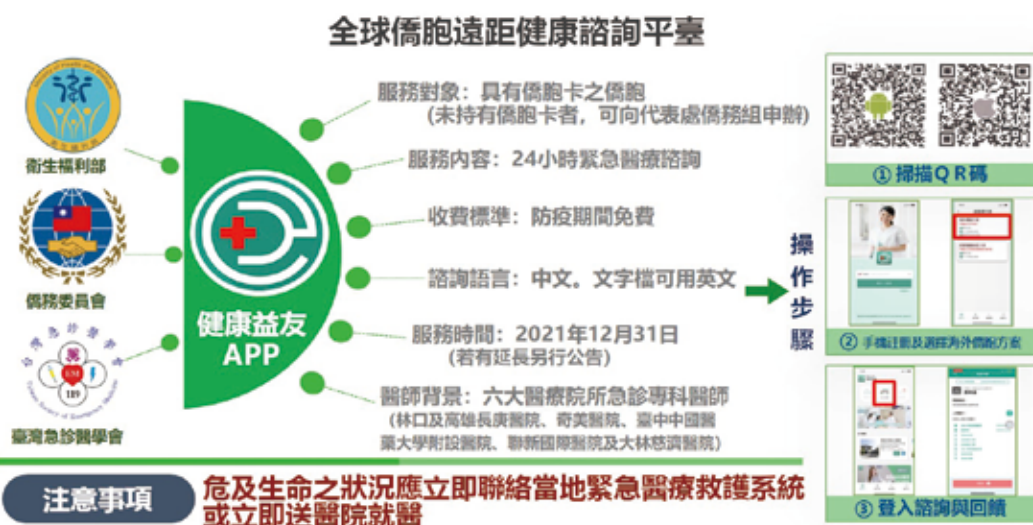 全球僑胞遠距健康諮詢平臺
衛生福利部
僑務委員會
台灣急診醫學會
EM
119
臺灣急診醫學會
健康益友
APP
服務對象：具有僑胞卡之僑胞
(未持有僑胞卡者，可向代表處僑務組申辦)
服務內容：24小時緊急醫療諮詢
收費標準：防疫期間免費
諮詢語言：中文。文字檔可用英文
服務時間：2021年12月31日
(若有延長另行公告)
醫師背景：六大醫療院所急診專科醫師
(林口及高雄長庚醫院、奇美醫院、臺中中國醫
藥大學附設醫院、聯新國際醫院及大林慈濟醫院)
操作步驟
① 掃描QR碼
② 手機註冊及選擇海外僑胞方案
③ 登入諮詢與回饋
注意事項
危及生命之狀況應立即聯絡當地緊急醫療救護系統
或立即送醫院就醫